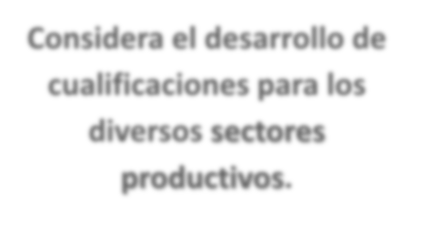 Considera el desarrollo de
cualificaciones para los
diversos sectores
productivos.